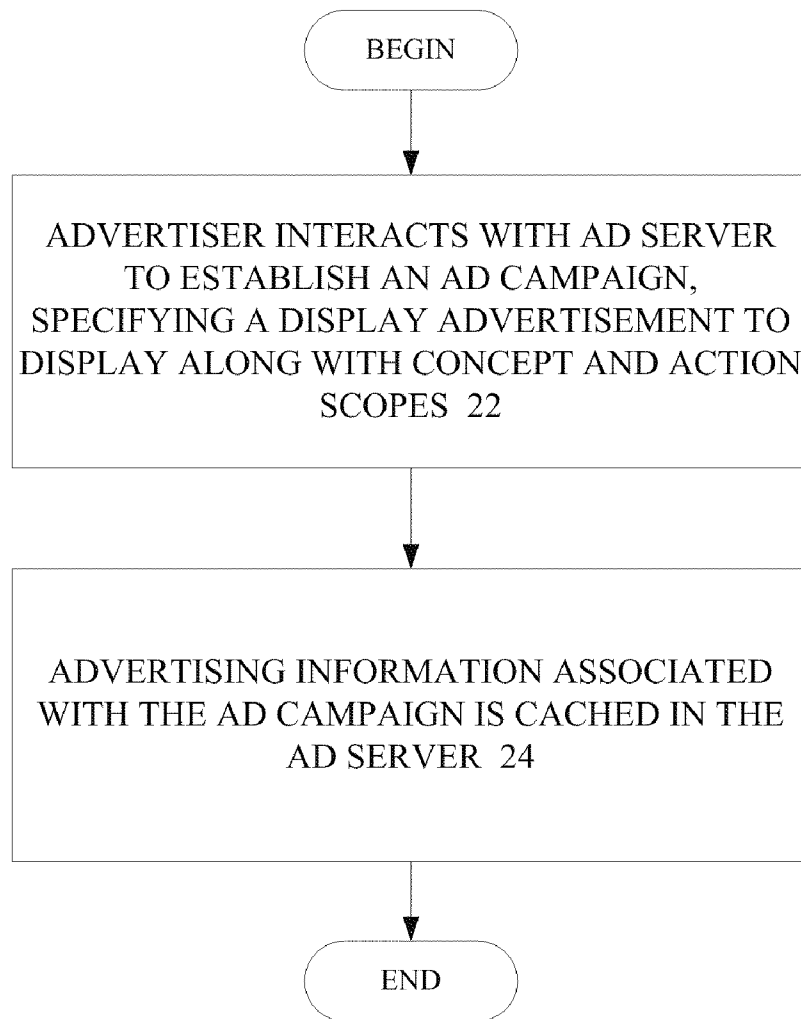 BEGIN
ADVERTISER INTERACTS WITH AD SERVER
TO ESTABLISH AN AD CAMPAIGN,
SPECIFYING A DISPLAY ADVERTISEMENT TO
DISPLAY ALONG WITH CONCEPT AND ACTION
SCOPES 22
ADVERTISING INFORMATION ASSOCIATED
WITH THE AD CAMPAIGN IS CACHED IN THE
AD SERVER 24
END